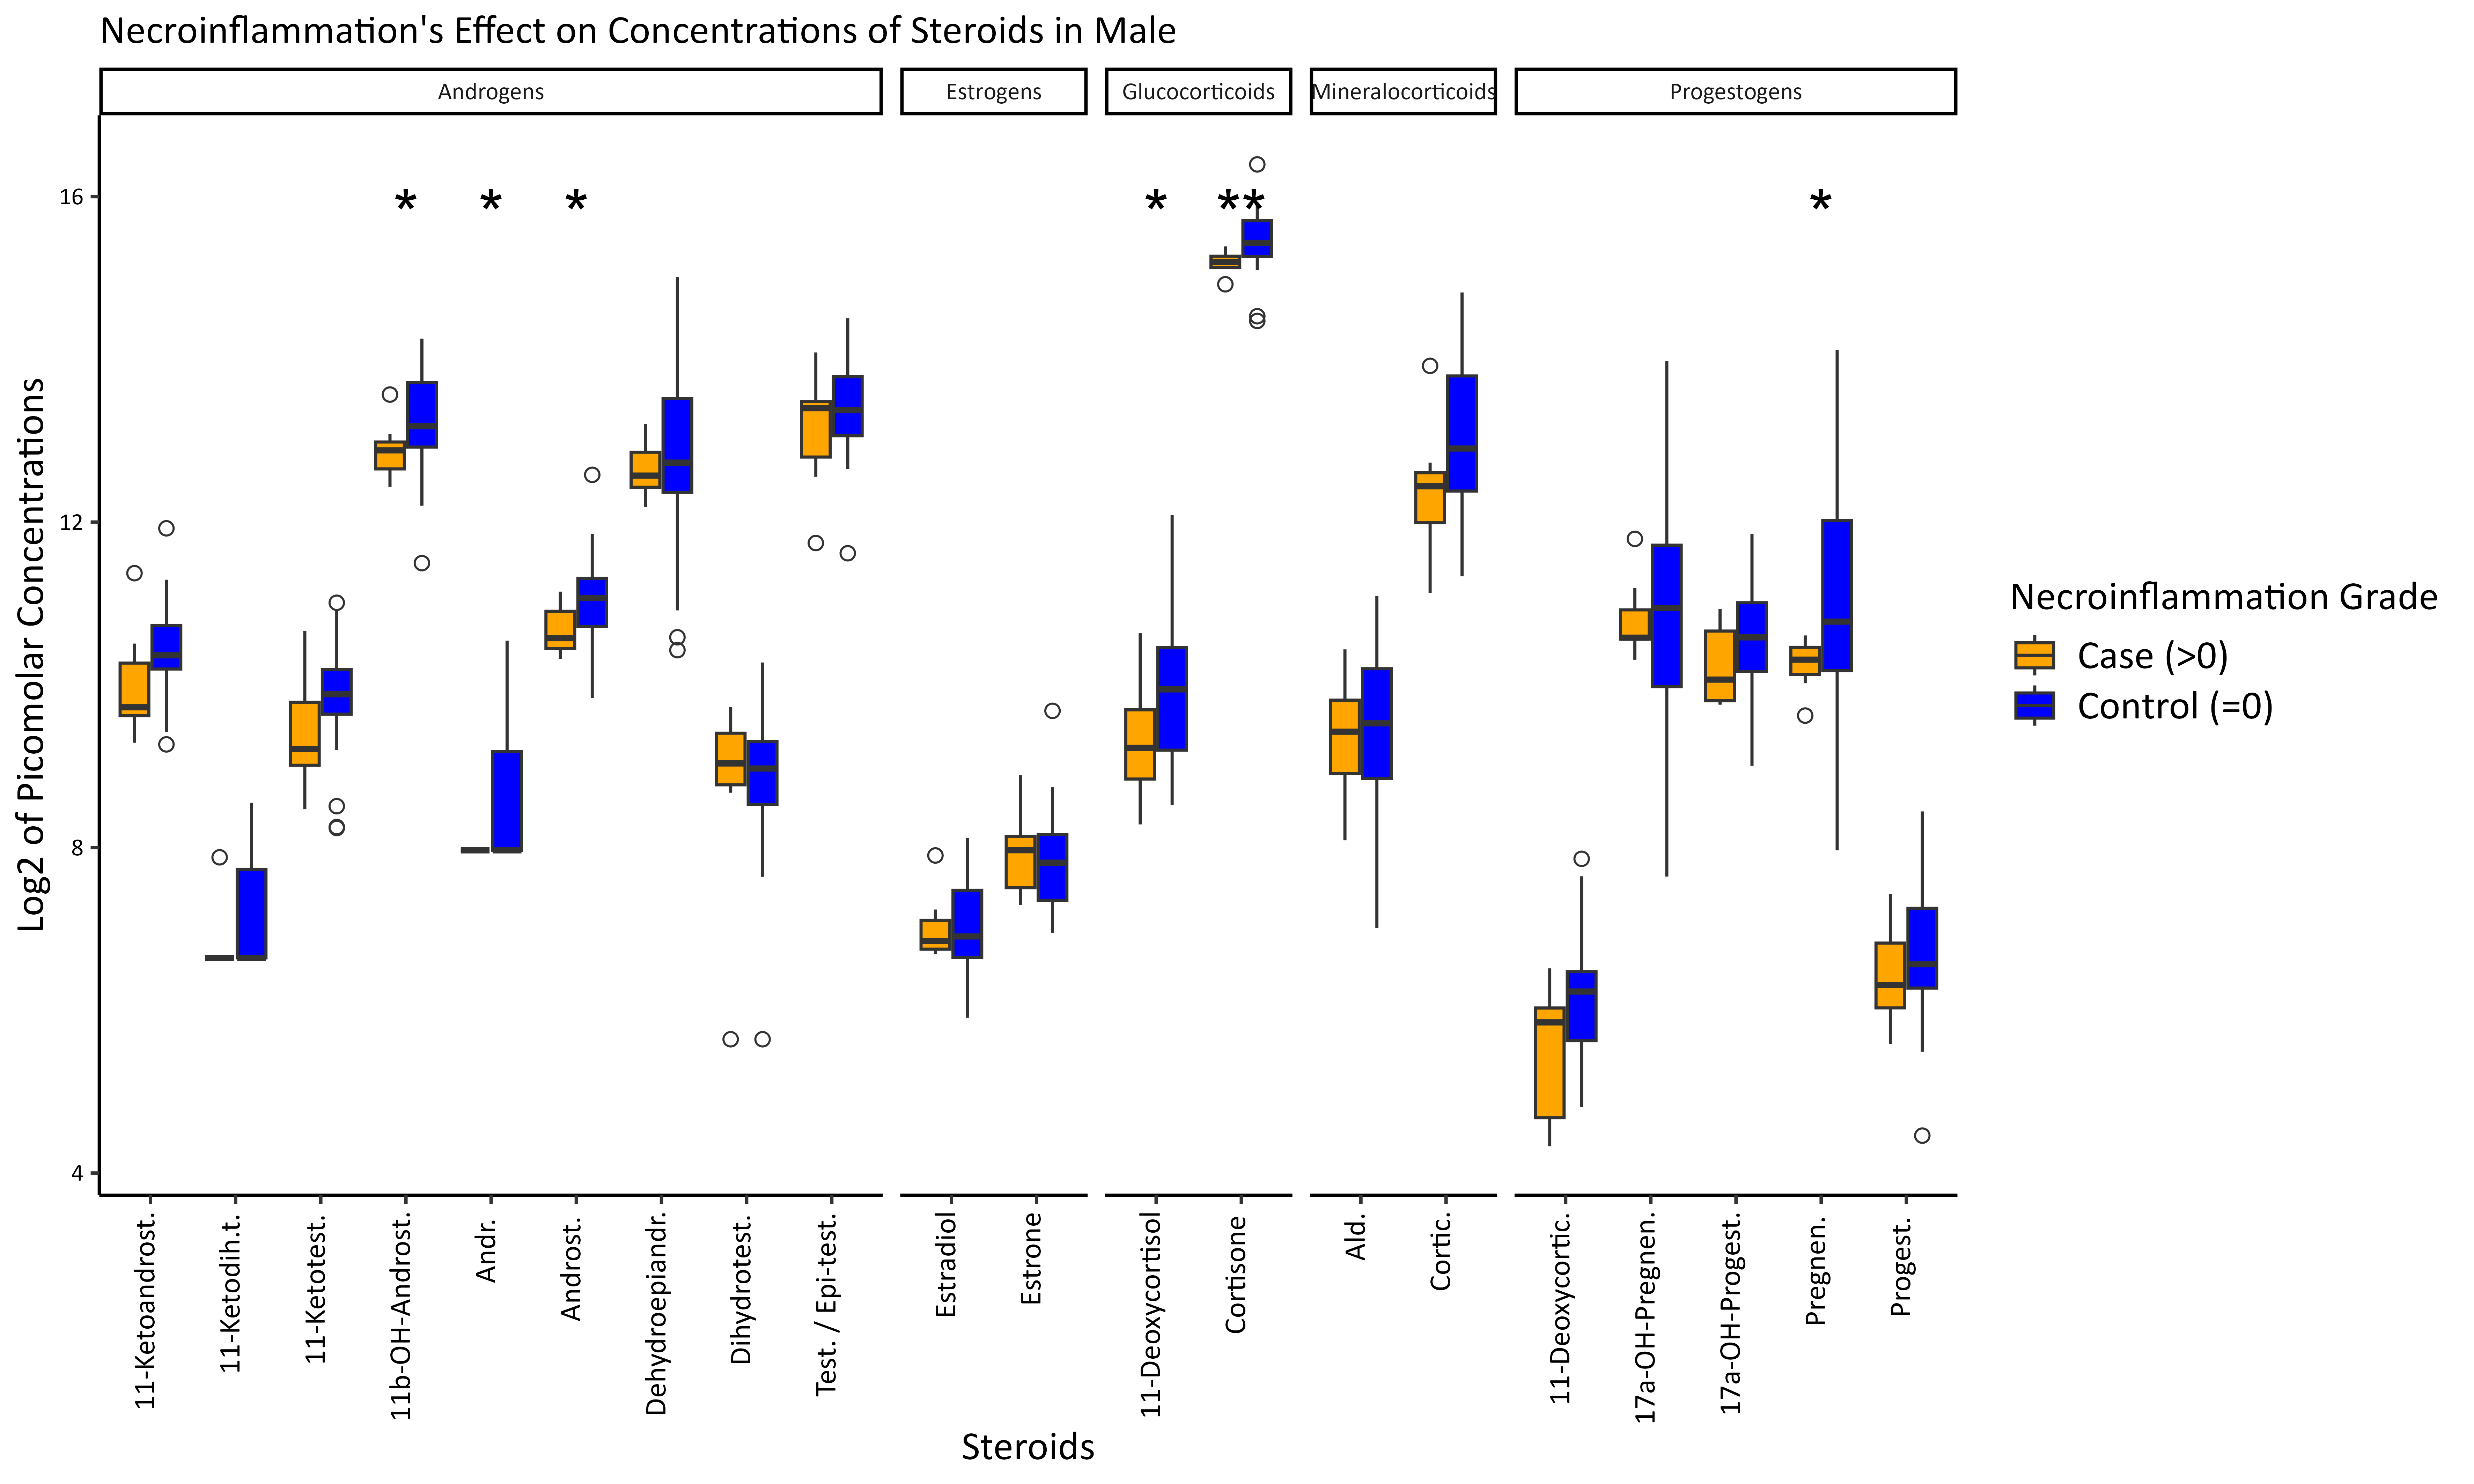 Necroinflammation's Effect on Concentrations of Steroids in Male
Androgens
Estrogens
Glucocorticoids
Mineralocorticoids
Progestogens
Log2 of Picomolar Concentrations
16
12
8
4
*
*
*
*
**
*
11-Ketoandrost.
11-Ketodih.t.
11-Ketotest.
11b-OH-Androst.
Andr.
Androst.
Dehydroepiandr.
Dihydrotest.
Test. / Epi-test.
Estradiol
Estrone
11-Deoxycortisol
Cortisone
Ald.
Cortic.
11-Deoxycortic.
17a-OH-Pregnen.
17a-OH-Progest.
Pregnen.
Progest.
Steroids
Necroinflammation Grade
Case (>0)
Control (=0)